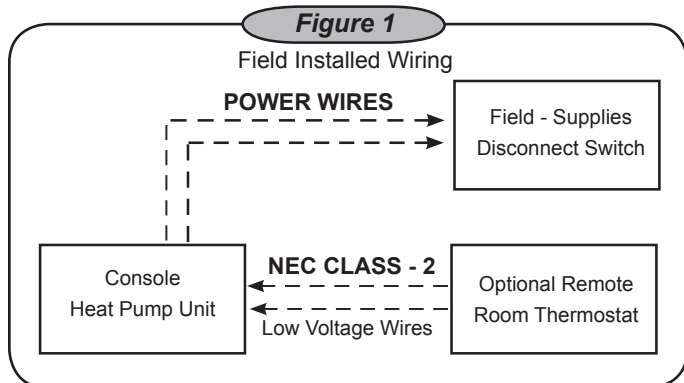 Figure 1
Field Installed Wiring
POWER WIRES
Field - Supplies
Disconnect Switch
Console
Heat Pump Unit
NEC CLASS - 2
Low Voltage Wires
Optional Remote
Room Thermostat